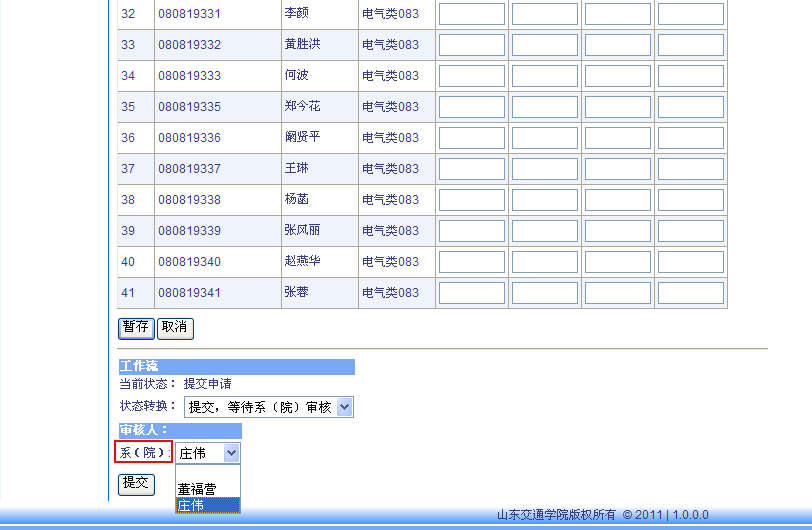 32 080819331 李颜 电气类083
33 080819332 黄胜洪 电气类083
34 080819333 何波 电气类083
35 080819335 郑今花 电气类083
36 080819336 阚贤平 电气类083
37 080819337 王琳 电气类083
38 080819338 杨菡 电气类083
39 080819339 张凤丽 电气类083
40 080819340 赵燕华 电气类083
41 080819341 张蓉 电气类083
暂存 取消
工作流
当前状态： 提交申请
状态转换： 提交，等待系（院）审核
审核人：
系（院）: 庄伟
董福营
庄伟
提交
山东交通学院版权所有 © 2011 | 1.0.0.0